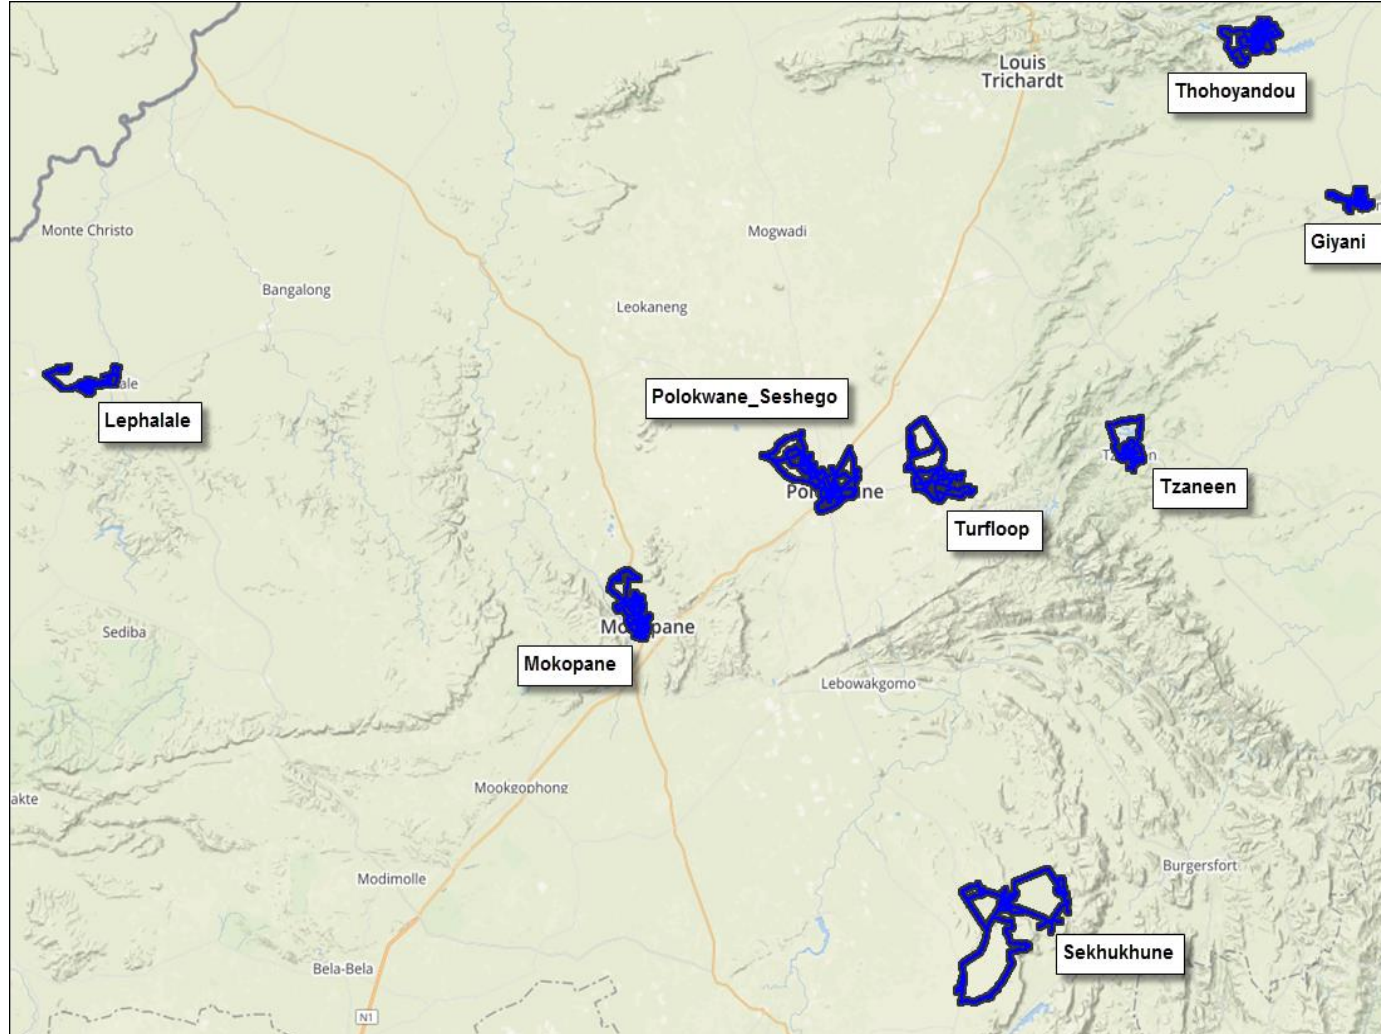 Louis
Trichardt
Thohoyandou
Monte Christo
Mogwadi
Giyani
Bangalong
Leokaneng
Polokwane_Seshego
Lephalale
Tzaneen
Turfloop
Mokopane
Sediba
Lebowakgomo
Mookgophong
akte
Modimolle
Burgersfort
Sekhukhune
Bela-Bela
N1